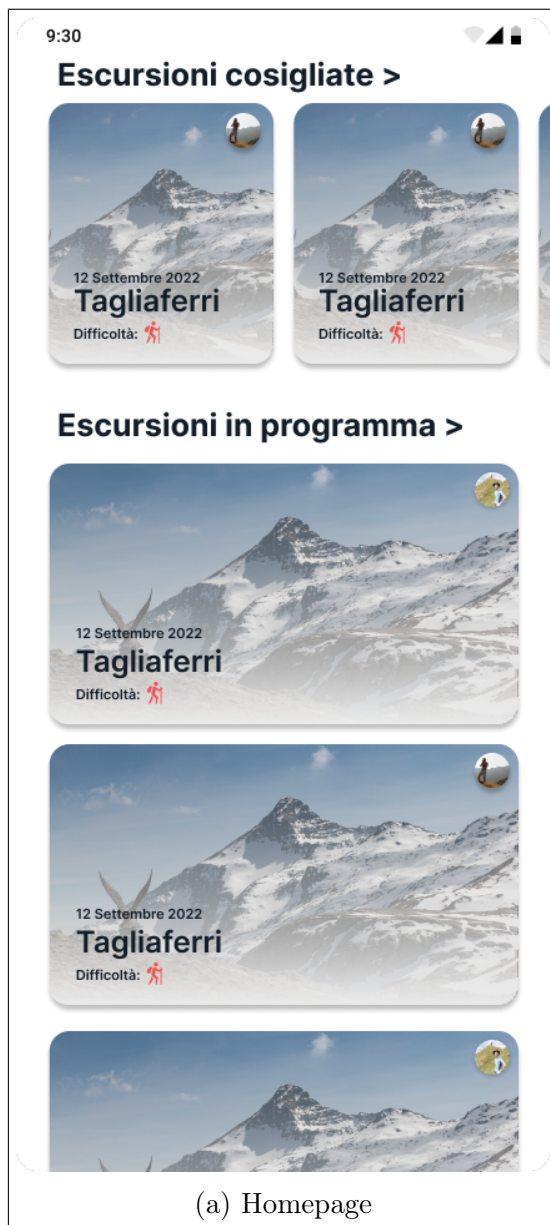 9:30
Escursioni cosigliate >
12 Settembre 2022
Tagliaferri
Difficoltà:
12 Settembre 2022
Tagliaferri
Difficoltà:
Escursioni in programma >
12 Settembre 2022
Tagliaferri
Difficoltà:
12 Settembre 2022
Tagliaferri
Difficoltà:
(a) Homepage